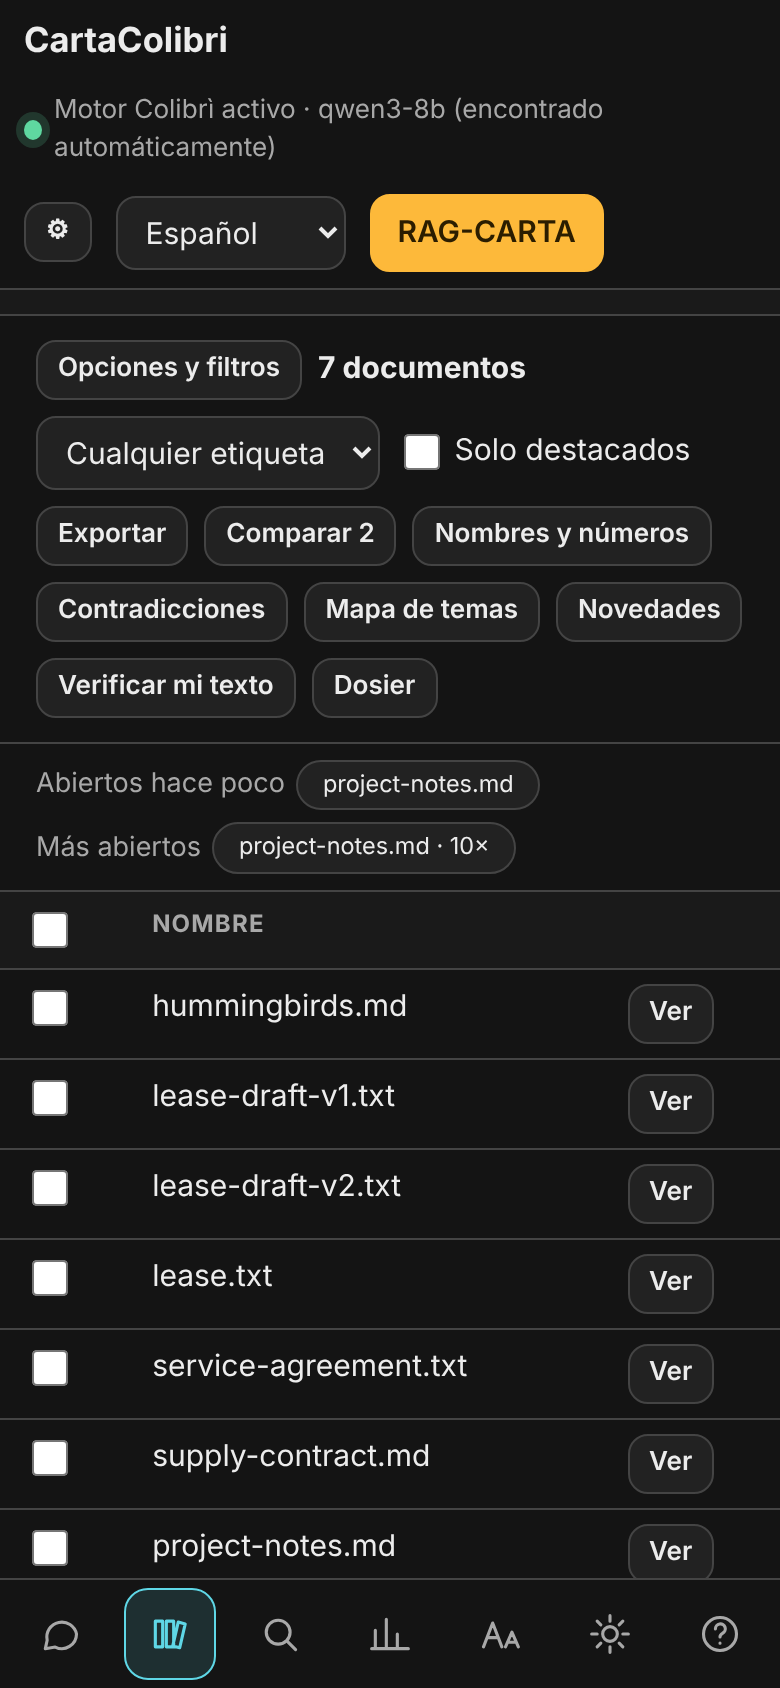 CartaColibri
Motor Colibrì activo · qwen3-8b (encontrado
automáticamente)
Español
RAG-CARTA
Opciones y filtros
7 documentos
Cualquier etiqueta
Solo destacados
Exportar
Comparar 2
Nombres y números
Contradicciones
Mapa de temas
Novedades
Verificar mi texto
Dosier
Abiertos hace poco
project-notes.md
Más abiertos
project-notes.md · 10×
NOMBRE
hummingbirds.md
Ver
lease-draft-v1.txt
Ver
lease-draft-v2.txt
Ver
lease.txt
Ver
service-agreement.txt
Ver
supply-contract.md
Ver
project-notes.md
Ver
AA
?